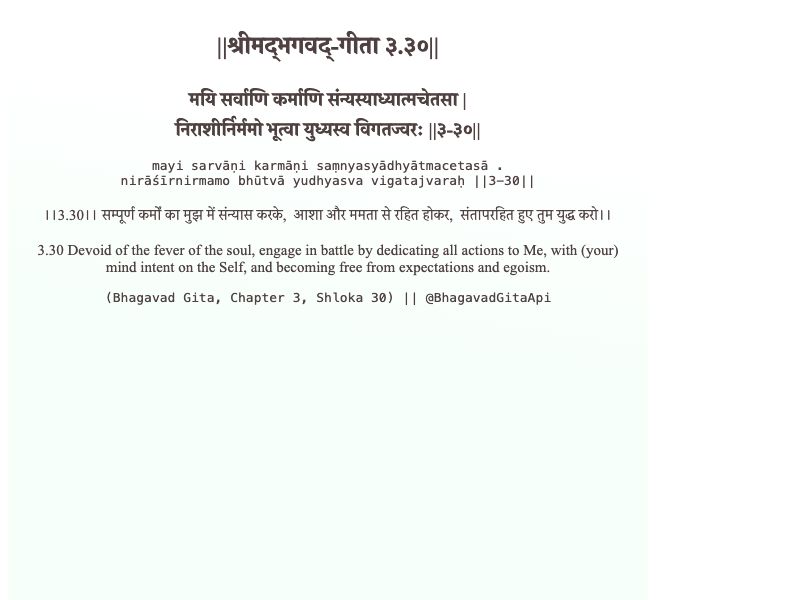 ||श्रीमद्‍भगवद्‍-गीता ३.३०||
मयि सर्वाणि कर्माणि संन्यस्याध्यात्मचेतसा |
निराशीर्निर्ममो भूत्वा युध्यस्व विगतज्वरः ||३-३०||
mayi sarvāṇi karmāṇi saṃnyasyādhyātmacetasā .
nirāśīrnirmamo bhūtvā yudhyasva vigatajvaraḥ ||3-30||
।।3.30।। सम्पूर्ण कर्मों का मुझ में संन्यास करके, आशा और ममता से रहित होकर, संतापरहित हुए तुम युद्ध करो।।
3.30 Devoid of the fever of the soul, engage in battle by dedicating all actions to Me, with (your)
mind intent on the Self, and becoming free from expectations and egoism.
(Bhagavad Gita, Chapter 3, Shloka 30) || @BhagavadGitaApi